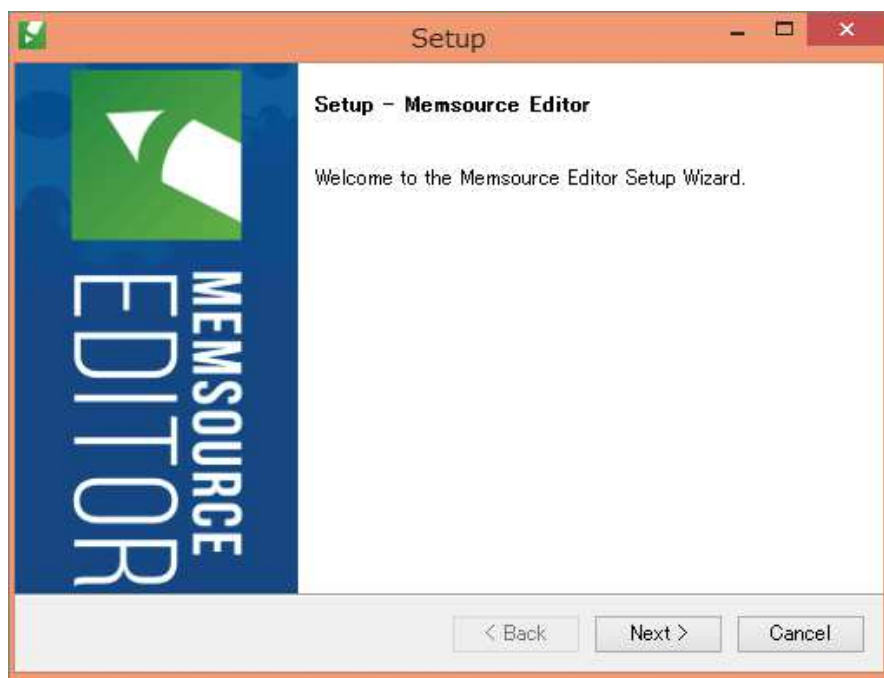 Setup
MEMSOURCE
EDITOR
Setup - Memsource Editor
Welcome to the Memsource Editor Setup Wizard.
< Back
Next >
Cancel